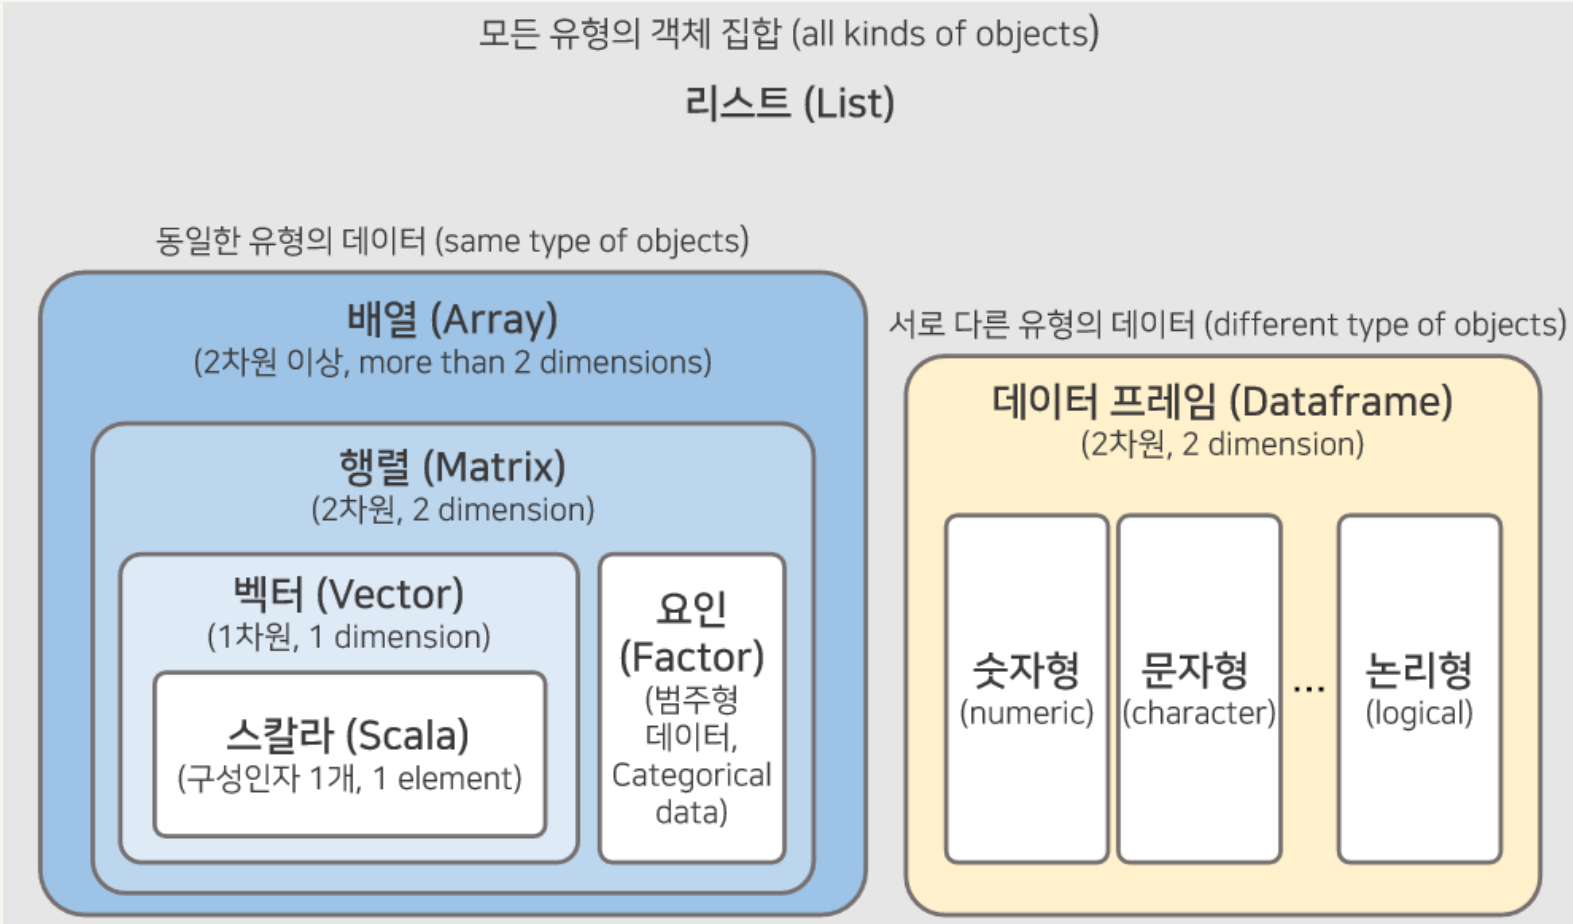 모든 유형의 객체 집합 (all kinds of objects)
리스트 (List)
동일한 유형의 데이터 (same type of objects)
배열 (Array)
(2차원 이상, more than 2 dimensions)
행렬 (Matrix)
(2차원, 2 dimension)
벡터 (Vector)
(1차원, 1 dimension)
스칼라 (Scala)
(구성인자 1개, 1 element)
요인
(Factor)
(범주형
데이터,
Categorical
data)
서로 다른 유형의 데이터 (different type of objects)
데이터 프레임 (Dataframe)
(2차원, 2 dimension)
숫자형
(numeric)
문자형
(character)
...
논리형
(logical)